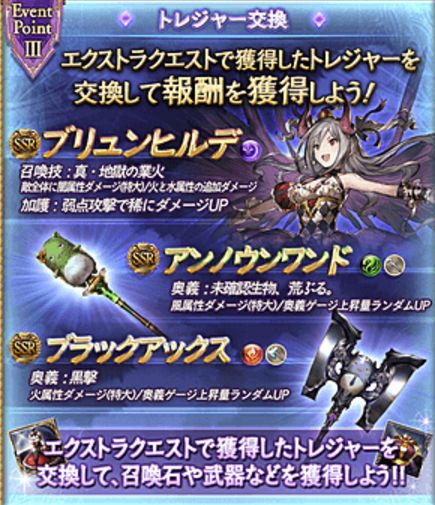 Event
Point
III
トレジャー交換
エクストラクエストで獲得したトレジャーを
交換して報酬を獲得しよう!
SSR ブリュンヒルデ
召喚技:真・地獄の業火
敵全体に闇属性ダメージ(特大)/火と水属性の追加ダメージ
加護:弱点攻撃で稀にダメージUP
SSR アンノウンワンド
奥義:未確認生物、荒ぶる。
風属性ダメージ(特大)/奥義ゲージ上昇量ランダムUP
SSR ブラックアックス
奥義:黒撃
火属性ダメージ(特大)/奥義ゲージ上昇量ランダムUP
エクストラクエストで獲得したトレジャーを
交換して、召喚石や武器などを獲得しよう!!